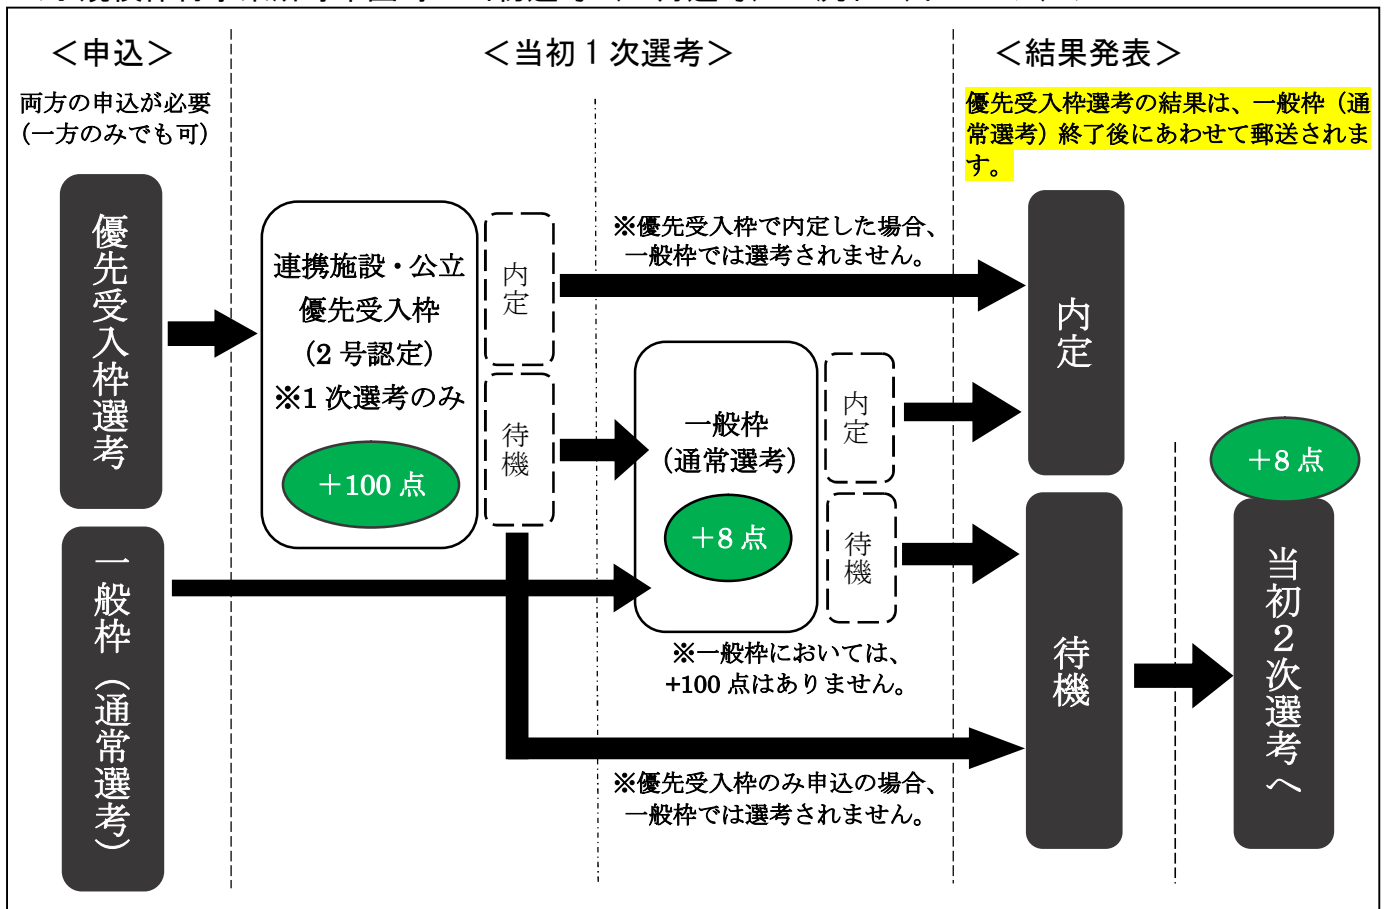 ＜申込＞
両方の申込が必要
（一方のみでも可）
優先受入枠選考
一般枠（通常選考）
＜当初１次選考＞
連携施設・公立
優先受入枠
（2 号認定）
※1 次選考のみ
＋100 点
内定
待機
※優先受入枠で内定した場合、
一般枠では選考されません。
一般枠
（通常選考）
＋8 点
内定
待機
※一般枠においては、
+100 点はありません。
※優先受入枠のみ申込の場合、
一般枠では選考されません。
＜結果発表＞
優先受入枠選考の結果は、一般枠（通
常選考）終了後にあわせて郵送されま
す。
内定
待機
＋8 点
当初２次選考へ